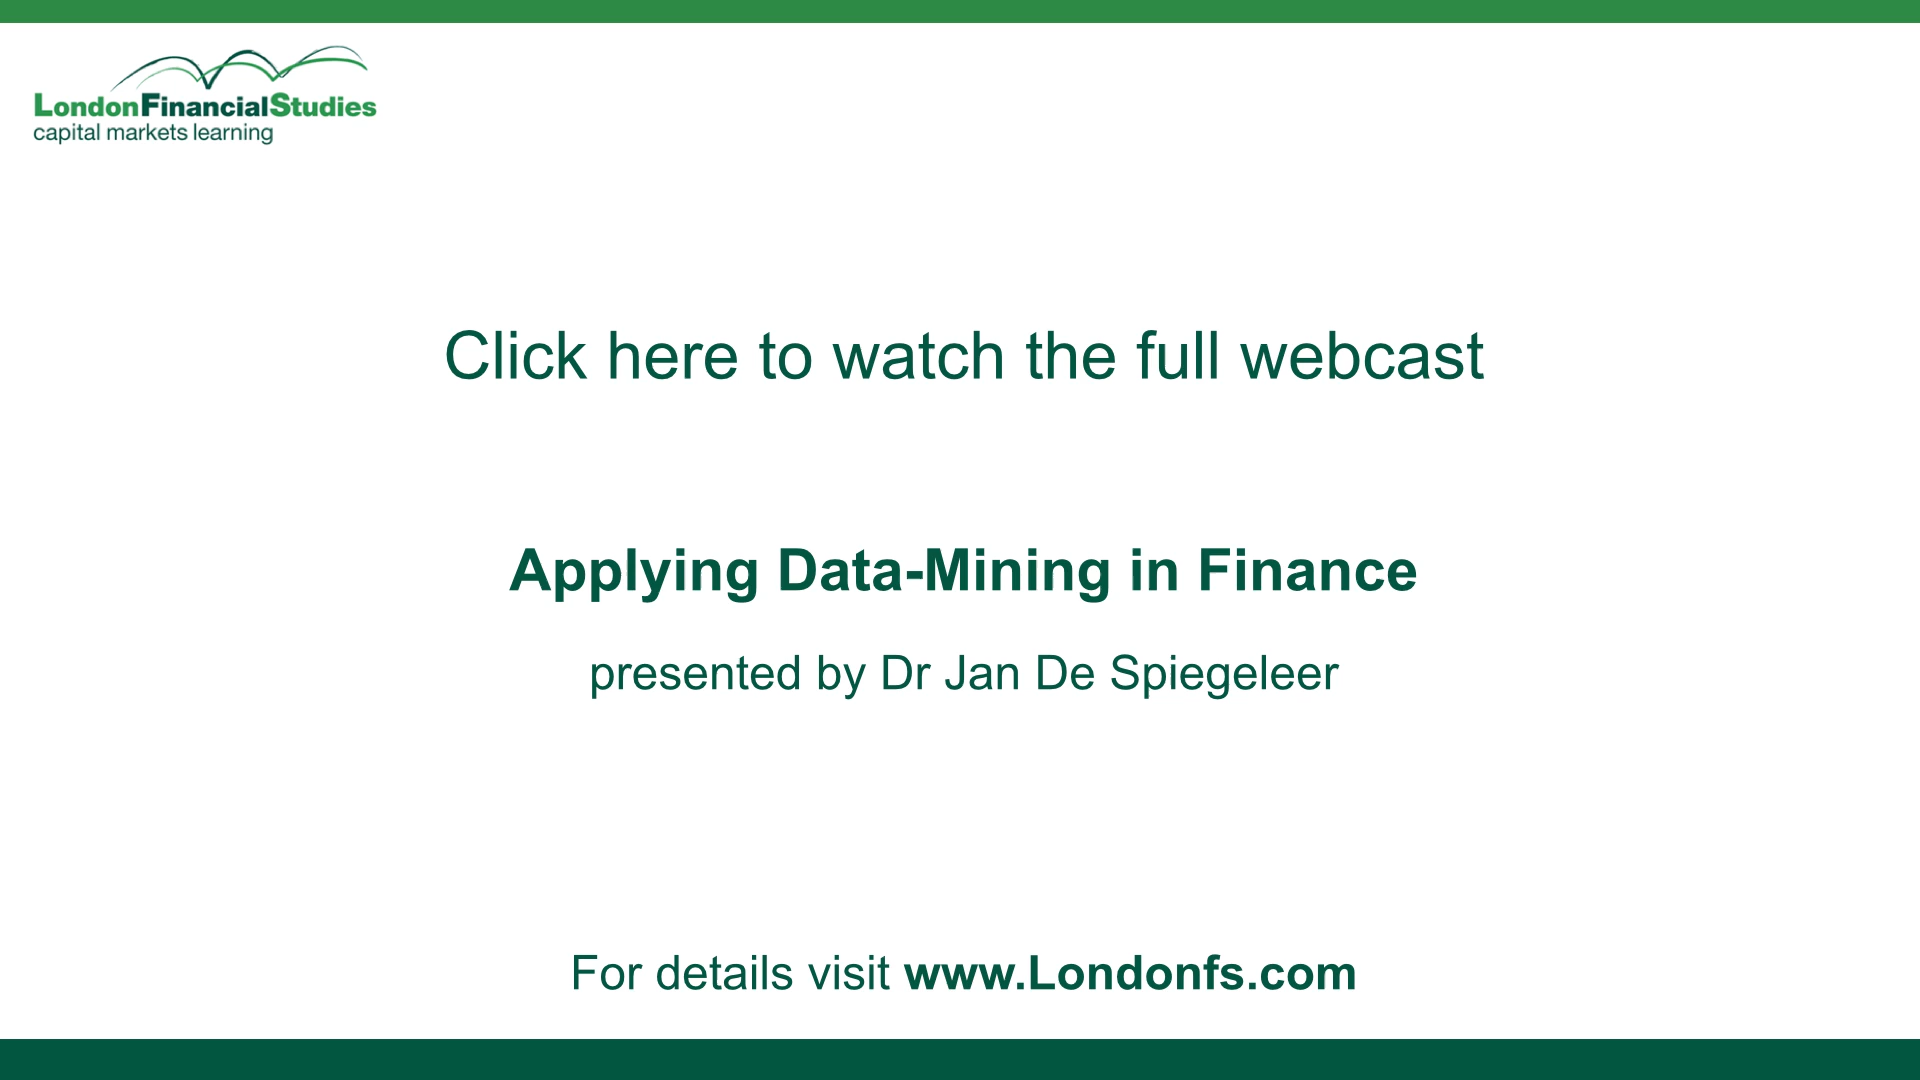 LondonFinancialStudies
capital markets learning
Click here to watch the full webcast
Applying Data-Mining in Finance
presented by Dr Jan De Spiegeleer
For details visit www.Londonfs.com